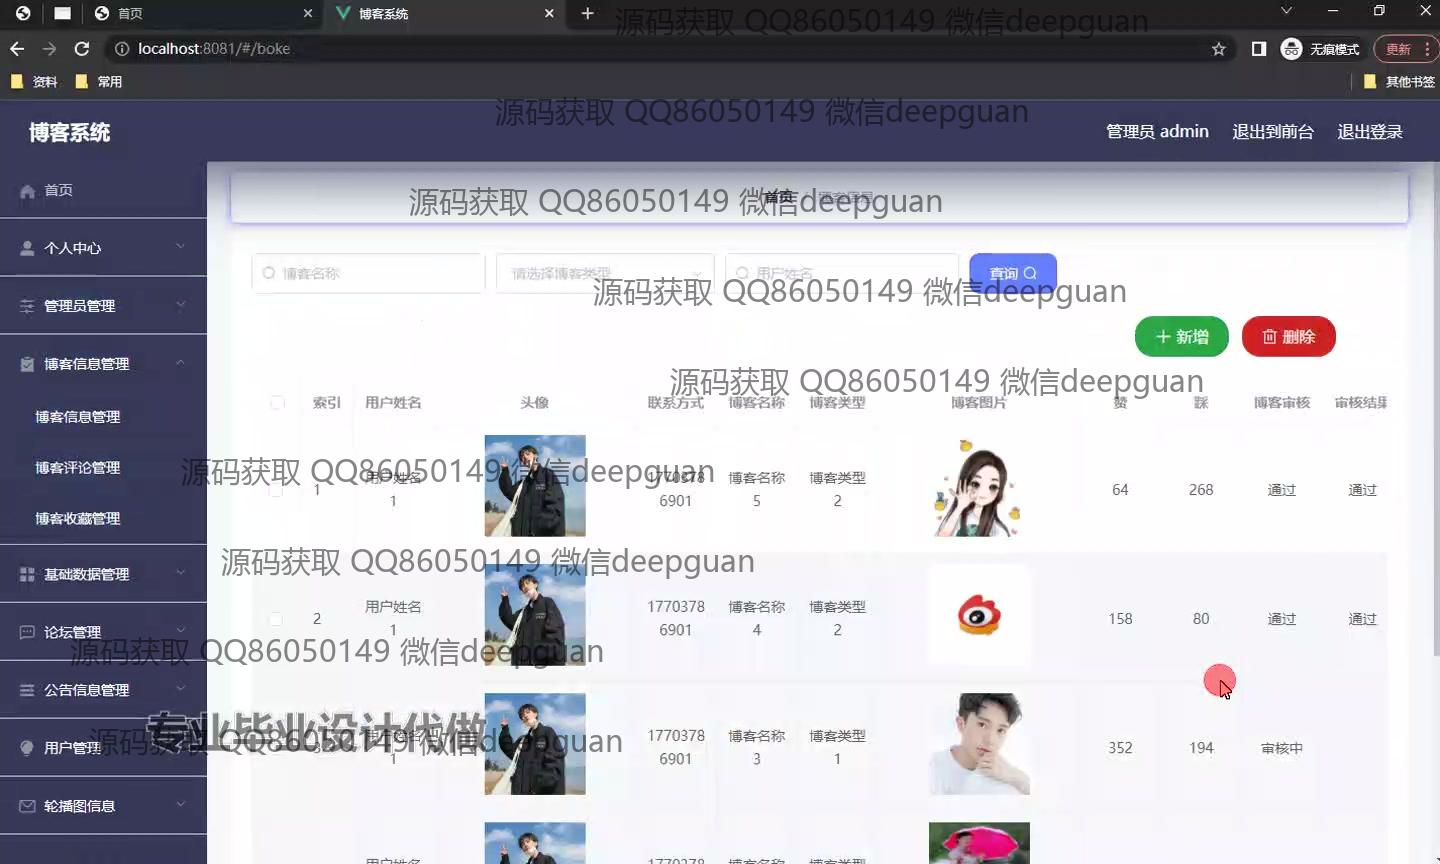 首页
博客系统
源码获取 QQ86050149 微信deepguan
localhost:8081/#/boke
无痕模式
更新
资料
常用
其他书签
源码获取 QQ86050149 微信deepguan
博客系统
管理员 admin
退出到前台
退出登录
首页
源码获取 QQ86050149 微信deepguan
首页
个人中心
博客名称
请选择博客类型
用户姓名
查询
源码获取 QQ86050149 微信deepguan
管理员管理
新增
删除
博客信息管理
源码获取 QQ86050149 微信deepguan
索引
用户姓名
头像
联系方式
博客名称
博客类型
博客图片
赞
踩
博客审核
审核结果
博客信息管理
博客评论管理
博客收藏管理
源码获取 QQ86050149 微信deepguan
1
用户姓名
1
1770378
6901
博客名称
5
博客类型
2
64
268
通过
通过
源码获取 QQ86050149 微信deepguan
基础数据管理
2
用户姓名
1
1770378
6901
博客名称
4
博客类型
2
158
80
通过
通过
论坛管理
源码获取 QQ86050149 微信deepguan
公告信息管理
专业毕业设计代做
源码获取 QQ86050149 微信deepguan
用户管理
1
1770378
6901
博客名称
3
博客类型
1
352
194
审核中
轮播图信息
用户姓名
1770378
博客名称
博客类型